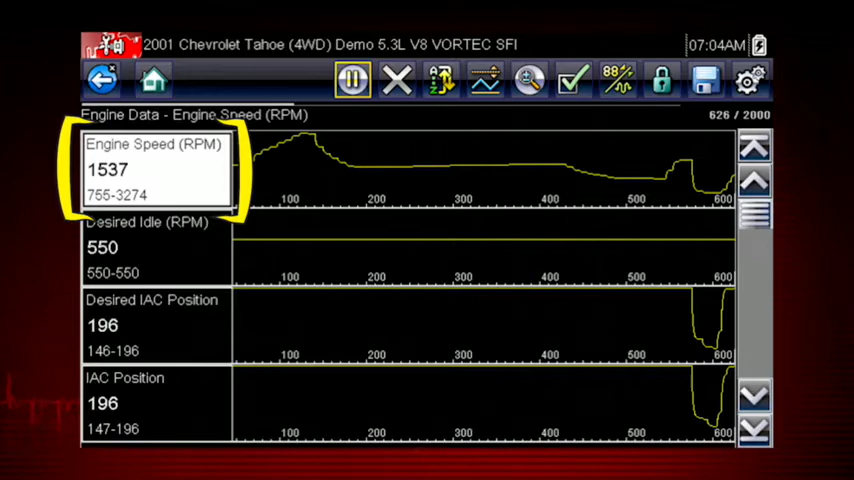 2001 Chevrolet Tahoe (4WD) Demo 5.3L V8 VORTEC SFI 07:04AM
Engine Data - Engine Speed (RPM) 626 / 2000
Engine Speed (RPM)
1537
755-3274
100 200 300 400 500 600
Desired Idle (RPM)
550
550-550
100 200 300 400 500 600
Desired IAC Position
196
146-196
100 200 300 400 500 600
IAC Position
196
147-196
100 200 300 400 500 600